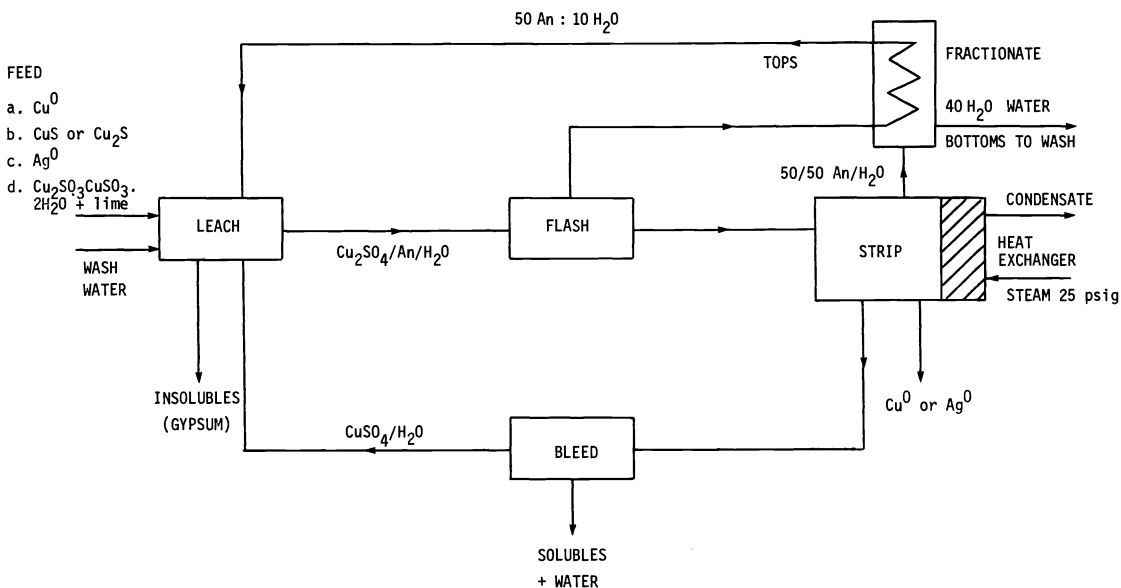 50 An : 10 H2O
FEED
a. Cu⁰
b. CuS or Cu2S
c. Ag⁰
d. Cu2SO3CuSO3.
2H2O + lime
WASH
WATER
LEACH
INSOLUBLES
(GYPSUM)
Cu2SO4/An/H2O
FLASH
TOPS
FRACTIONATE
40 H2O WATER
BOTTOMS TO WASH
50/50 An/H2O
STRIP
CONDENSATE
HEAT
EXCHANGER
STEAM 25 psig
Cu⁰ or Ag⁰
CuSO4/H2O
BLEED
SOLUBLES
+ WATER